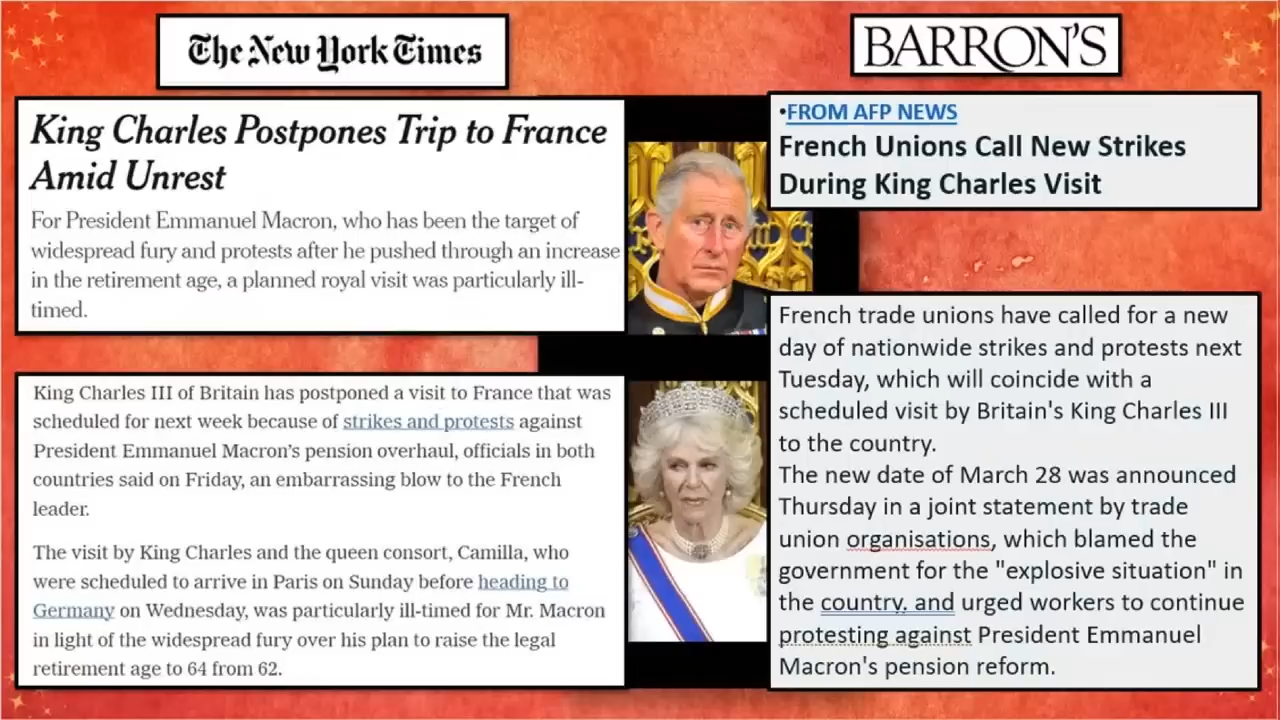 The New York Times
King Charles Postpones Trip to France
Amid Unrest
For President Emmanuel Macron, who has been the target of
widespread fury and protests after he pushed through an increase
in the retirement age, a planned royal visit was particularly ill-
timed.
King Charles III of Britain has postponed a visit to France that was
scheduled for next week because of strikes and protests against
President Emmanuel Macron’s pension overhaul, officials in both
countries said on Friday, an embarrassing blow to the French
leader.
The visit by King Charles and the queen consort, Camilla, who
were scheduled to arrive in Paris on Sunday before heading to
Germany on Wednesday, was particularly ill-timed for Mr. Macron
in light of the widespread fury over his plan to raise the legal
retirement age to 64 from 62.
BARRON'S
•FROM AFP NEWS
French Unions Call New Strikes
During King Charles Visit
French trade unions have called for a new
day of nationwide strikes and protests next
Tuesday, which will coincide with a
scheduled visit by Britain's King Charles III
to the country.
The new date of March 28 was announced
Thursday in a joint statement by trade
union organisations, which blamed the
government for the "explosive situation" in
the country. and urged workers to continue
protesting against President Emmanuel
Macron's pension reform.